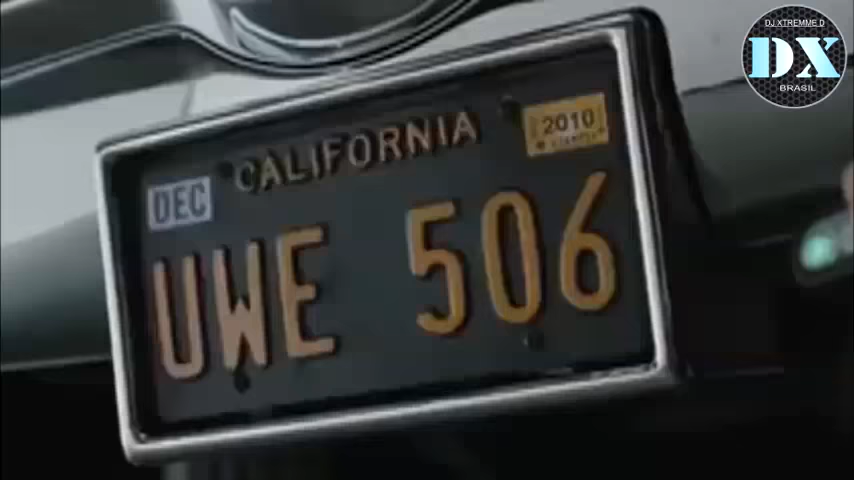 DJ XTREMME D
DX
BRASIL
CALIFORNIA
2010
DEC
UWE 506